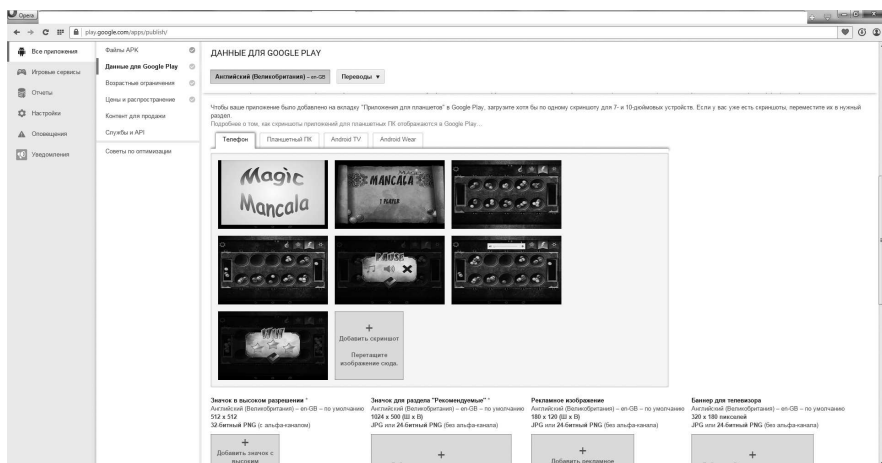 Opera
play.google.com/apps/publish/
Все приложения
Игровые сервисы
Отчеты
Настройки
Оповещения
Уведомления
Файлы APK
Данные для Google Play
Возрастные ограничения
Цены и распространение
Контент для продажи
Службы и API
Советы по оптимизации
ДАННЫЕ ДЛЯ GOOGLE PLAY
Английский (Великобритания) – en-GB Переводы
Чтобы ваше приложение было добавлено на вкладку "Приложения для планшетов" в Google Play, загрузите хотя бы по одному скриншоту для 7- и 10-дюймовых устройств. Если у вас уже есть скриншоты, переместите их в нужный
раздел.
Подробнее о том, как скриншоты приложений для планшетных ПК отображаются в Google Play ...
Телефон Планшетный ПК Android TV Android Wear
Magic
Mancala
MAGIC
MANCALA
1 PLAYER
PAUSE
+
Добавить скриншот
Перетащите
изображение сюда.
Значок в высоком разрешении *
Английский (Великобритания) – en-GB – по умолчанию
512 x 512
32-битный PNG (с альфа-каналом)
+
Добавить значок с
высоким
Значок для раздела "Рекомендуемые" *
Английский (Великобритания) – en-GB – по умолчанию
1024 x 500 (Ш x В)
JPG или 24-битный PNG (без альфа-канала)
+
Рекламное изображение
Английский (Великобритания) – en-GB – по умолчанию
180 x 120 (Ш x В)
JPG или 24-битный PNG (без альфа-канала)
+
Добавить рекламное
Баннер для телевизора
Английский (Великобритания) – en-GB – по умолчанию
320 x 180 пикселей
JPG или 24-битный PNG (без альфа-канала)
+